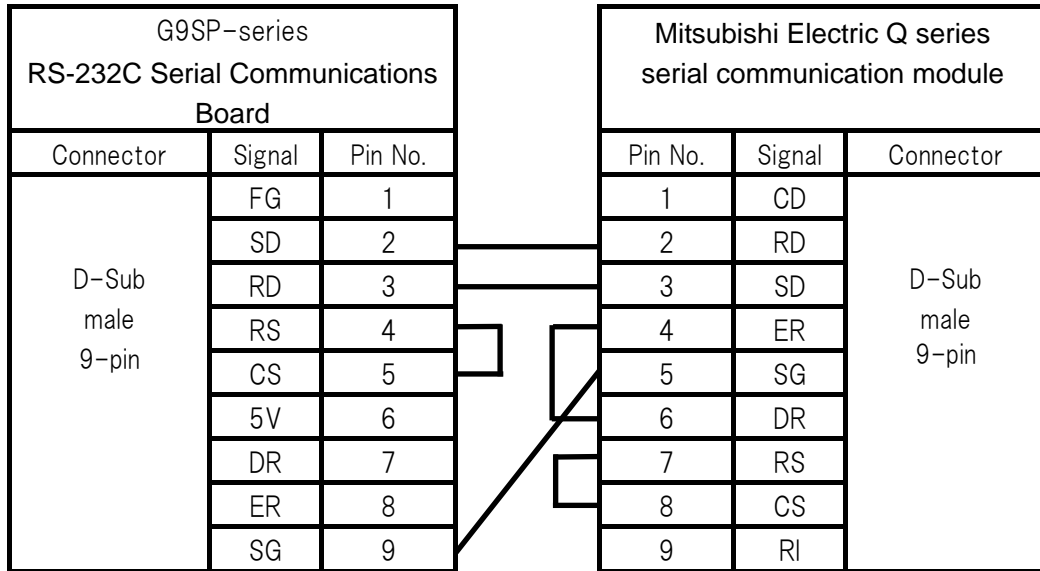 G9SP-series
RS-232C Serial Communications
Board
Connector Signal Pin No.
FG 1
SD 2
D-Sub RD 3
male RS 4
9-pin CS 5
5V 6
DR 7
ER 8
SG 9
Mitsubishi Electric Q series
serial communication module
Pin No. Signal Connector
1 CD
2 RD
3 SD D-Sub
4 ER male
5 SG 9-pin
6 DR
7 RS
8 CS
9 RI